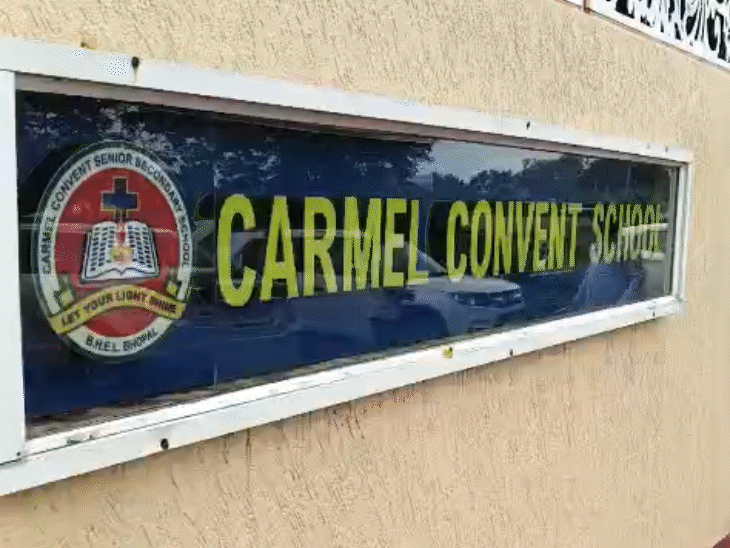 CARMEL CONVENT SENIOR SECONDARY SCHOOL
LET YOUR LIGHT SHINE
B.H.E.L. BHOPAL
CARMEL CONVENT SCHOOL